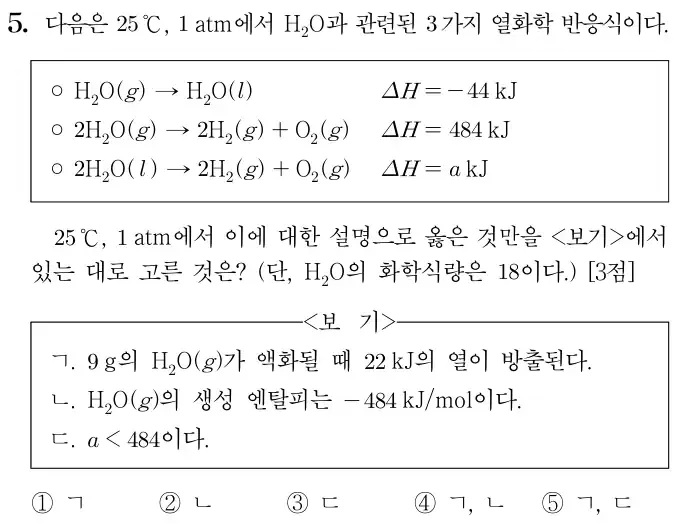 5. 다음은 25℃, 1 atm에서 H₂O과 관련된 3가지 열화학 반응식이다.
○ H₂O(g) → H₂O(l) ΔH = −44 kJ
○ 2H₂O(g) → 2H₂(g) + O₂(g) ΔH = 484 kJ
○ 2H₂O(l) → 2H₂(g) + O₂(g) ΔH = a kJ
25℃, 1 atm에서 이에 대한 설명으로 옳은 것만을 <보기>에서
있는 대로 고른 것은? (단, H₂O의 화학식량은 18이다.) [3점]
<보 기>
ㄱ. 9 g의 H₂O(g)가 액화될 때 22 kJ의 열이 방출된다.
ㄴ. H₂O(g)의 생성 엔탈피는 −484 kJ/mol이다.
ㄷ. a < 484이다.
① ㄱ ② ㄴ ③ ㄷ ④ ㄱ, ㄴ ⑤ ㄱ, ㄷ